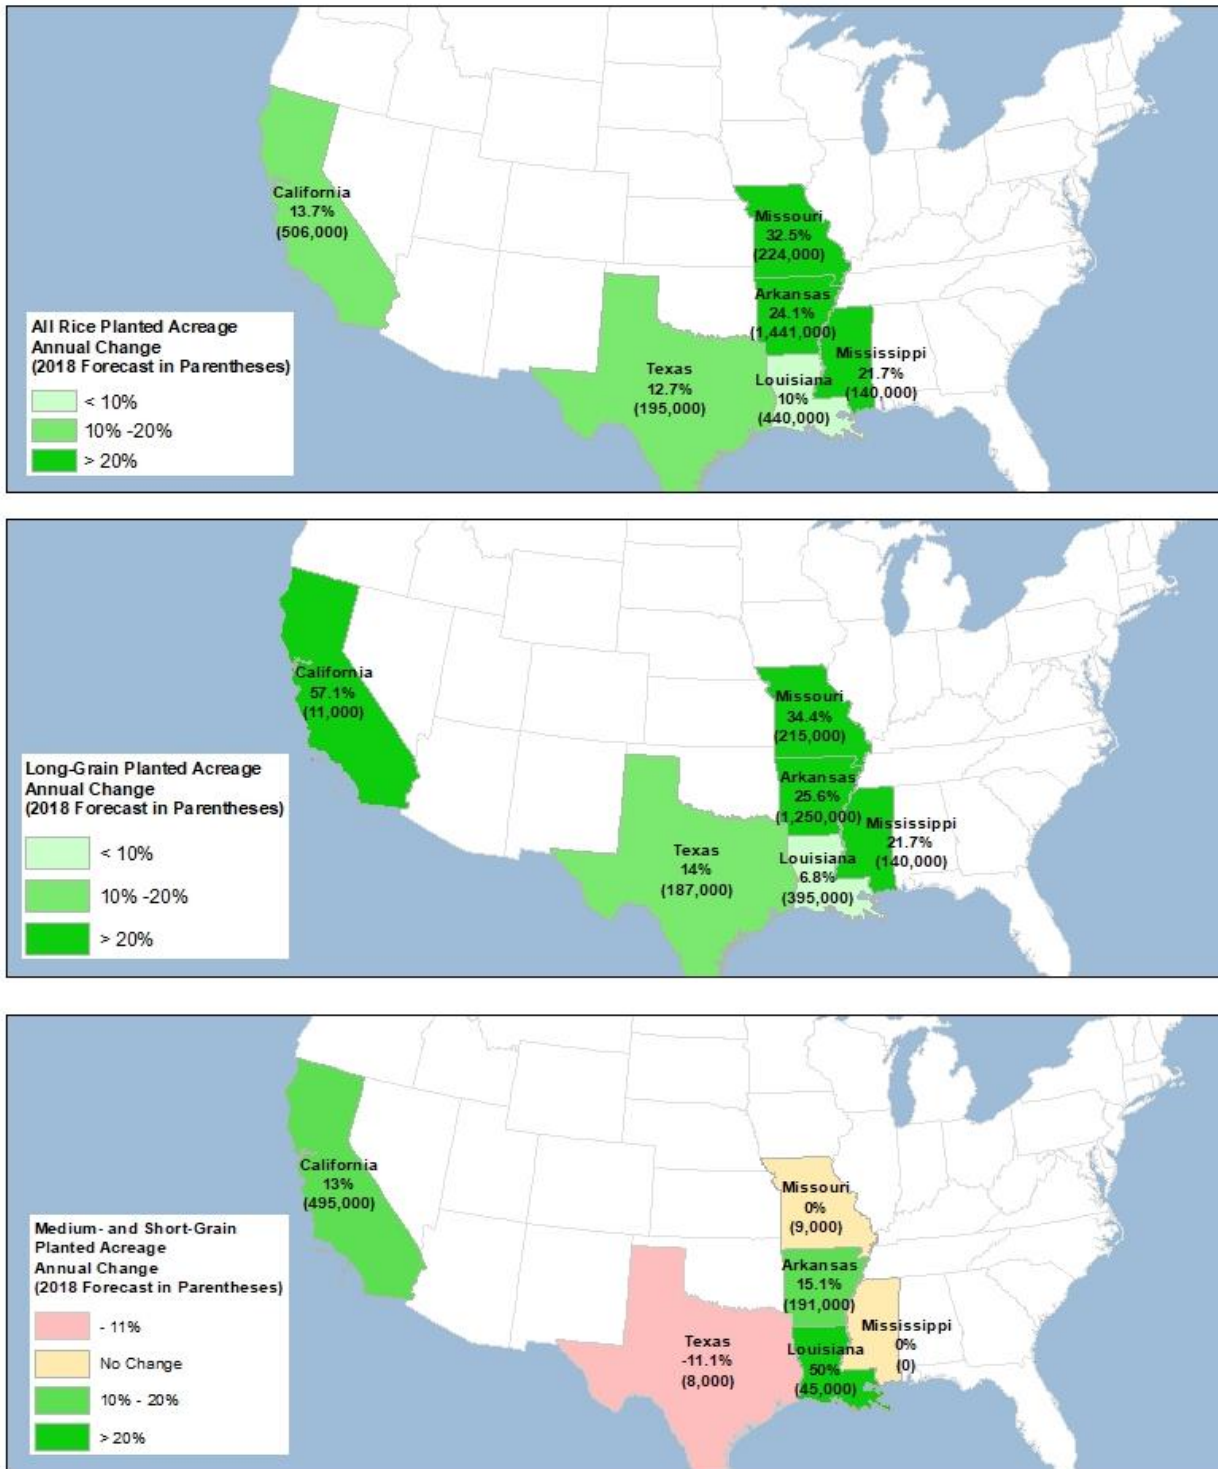 California
13.7%
(506,000)
Missouri
32.5%
(224,000)
Arkansas
24.1%
(1,441,000)
Mississippi
21.7%
(140,000)
Texas
12.7%
(195,000)
Louisiana
10%
(440,000)
All Rice Planted Acreage
Annual Change
(2018 Forecast in Parentheses)
< 10%
10% -20%
> 20%
California
57.1%
(11,000)
Missouri
34.4%
(215,000)
Arkansas
25.6%
(1,250,000)
Mississippi
21.7%
(140,000)
Texas
14%
(187,000)
Louisiana
6.8%
(395,000)
Long-Grain Planted Acreage
Annual Change
(2018 Forecast in Parentheses)
< 10%
10% -20%
> 20%
California
13%
(495,000)
Missouri
0%
(9,000)
Arkansas
15.1%
(191,000)
Mississippi
0%
(0)
Texas
-11.1%
(8,000)
Louisiana
50%
(45,000)
Medium- and Short-Grain
Planted Acreage
Annual Change
(2018 Forecast in Parentheses)
- 11%
No Change
10% - 20%
> 20%